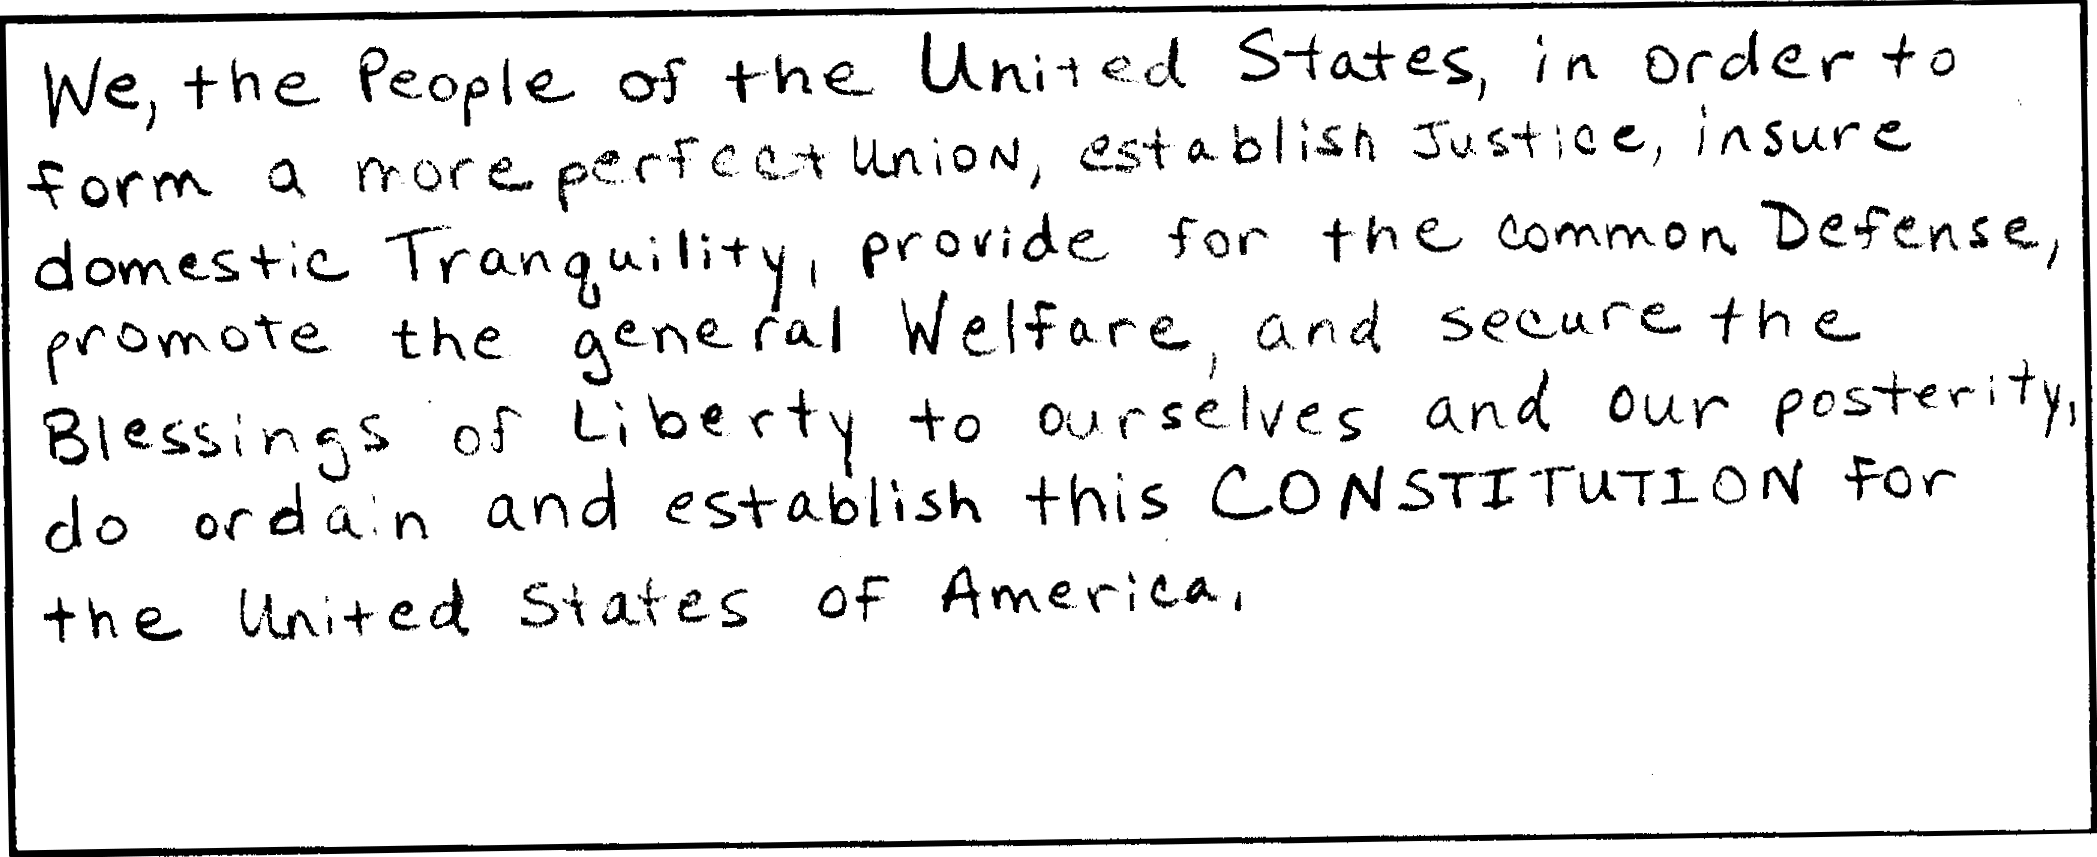 We, the People of the United States, in order to
form a more perfect Union, establish Justice, insure
domestic Tranquility, provide for the common Defense,
promote the general Welfare, and secure the
Blessings of Liberty to ourselves and our posterity,
do ordain and establish this CONSTITUTION for
the United States of America.